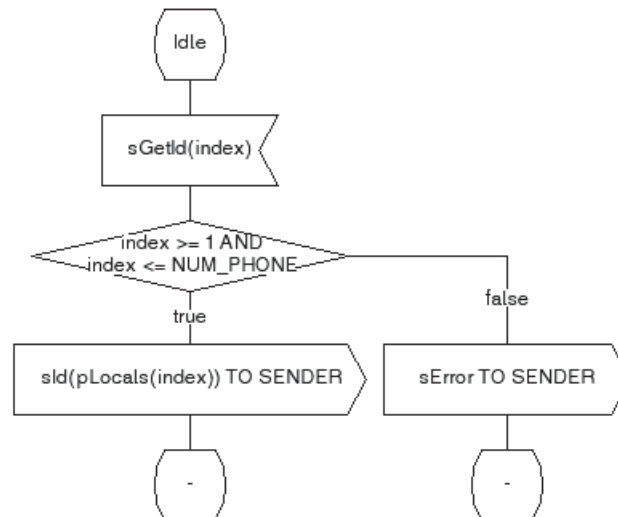 Idle
sGetId(index)
index >= 1 AND
index <= NUM_PHONE
true
false
sId(pLocals(index)) TO SENDER
sError TO SENDER
-
-